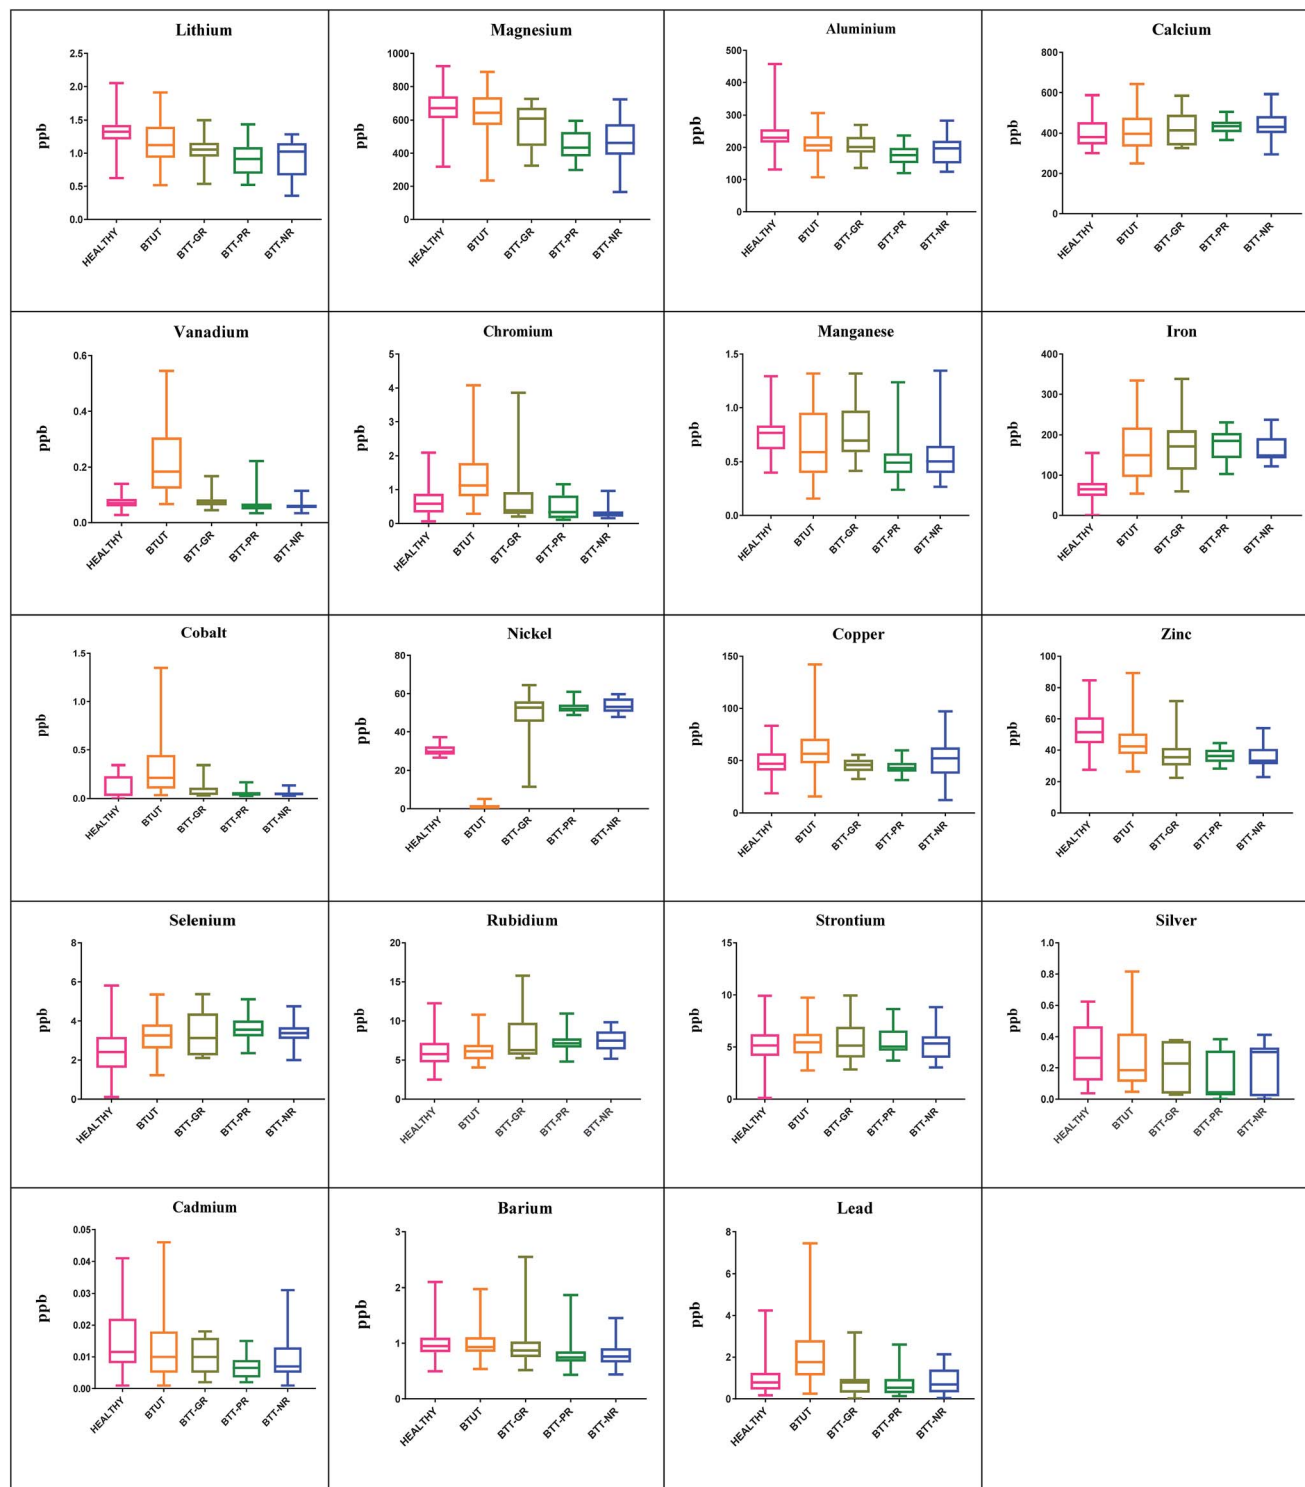 Lithium
ppb
2.5
2.0
1.5
1.0
0.5
0.0
HEALTHY
BTUT
BTT-GR
BTT-PR
BTT-NR
Magnesium
ppb
1000
800
600
400
200
0
HEALTHY
BTUT
BTT-GR
BTT-PR
BTT-NR
Aluminium
ppb
500
400
300
200
100
0
HEALTHY
BTUT
BTT-GR
BTT-PR
BTT-NR
Calcium
ppb
800
600
400
200
0
HEALTHY
BTUT
BTT-GR
BTT-PR
BTT-NR
Vanadium
ppb
0.6
0.4
0.2
0.0
HEALTHY
BTUT
BTT-GR
BTT-PR
BTT-NR
Chromium
ppb
5
4
3
2
1
0
HEALTHY
BTUT
BTT-GR
BTT-PR
BTT-NR
Manganese
ppb
1.5
1.0
0.5
0.0
HEALTHY
BTUT
BTT-GR
BTT-PR
BTT-NR
Iron
ppb
400
300
200
100
0
HEALTHY
BTUT
BTT-GR
BTT-PR
BTT-NR
Cobalt
ppb
1.5
1.0
0.5
0.0
HEALTHY
BTUT
BTT-GR
BTT-PR
BTT-NR
Nickel
ppb
80
60
40
20
0
HEALTHY
BTUT
BTT-GR
BTT-PR
BTT-NR
Copper
ppb
150
100
50
0
HEALTHY
BTUT
BTT-GR
BTT-PR
BTT-NR
Zinc
ppb
100
80
60
40
20
0
HEALTHY
BTUT
BTT-GR
BTT-PR
BTT-NR
Selenium
ppb
8
6
4
2
0
HEALTHY
BTUT
BTT-GR
BTT-PR
BTT-NR
Rubidium
ppb
20
15
10
5
0
HEALTHY
BTUT
BTT-GR
BTT-PR
BTT-NR
Strontium
ppb
15
10
5
0
HEALTHY
BTUT
BTT-GR
BTT-PR
BTT-NR
Silver
ppb
1.0
0.8
0.6
0.4
0.2
0.0
HEALTHY
BTUT
BTT-GR
BTT-PR
BTT-NR
Cadmium
ppb
0.05
0.04
0.03
0.02
0.01
0.00
HEALTHY
BTUT
BTT-GR
BTT-PR
BTT-NR
Barium
ppb
3
2
1
0
HEALTHY
BTUT
BTT-GR
BTT-PR
BTT-NR
Lead
ppb
8
6
4
2
0
HEALTHY
BTUT
BTT-GR
BTT-PR
BTT-NR